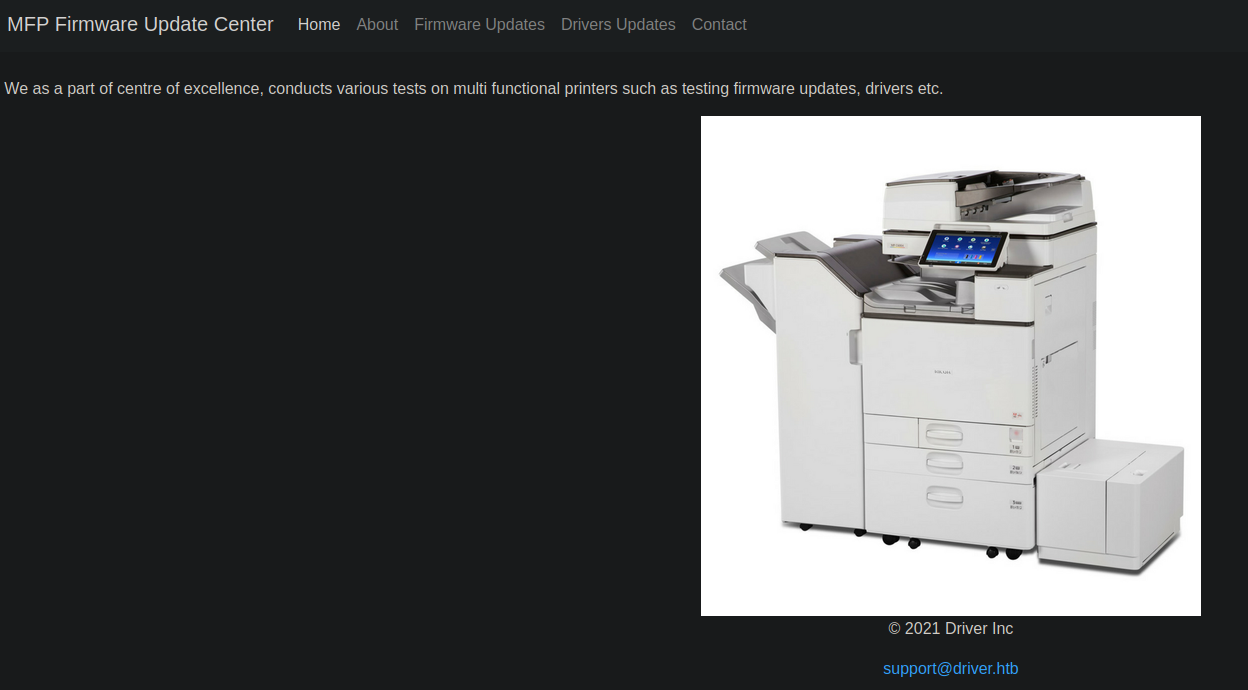 MFP Firmware Update Center Home About Firmware Updates Drivers Updates Contact
We as a part of centre of excellence, conducts various tests on multi functional printers such as testing firmware updates, drivers etc.
© 2021 Driver Inc
support@driver.htb